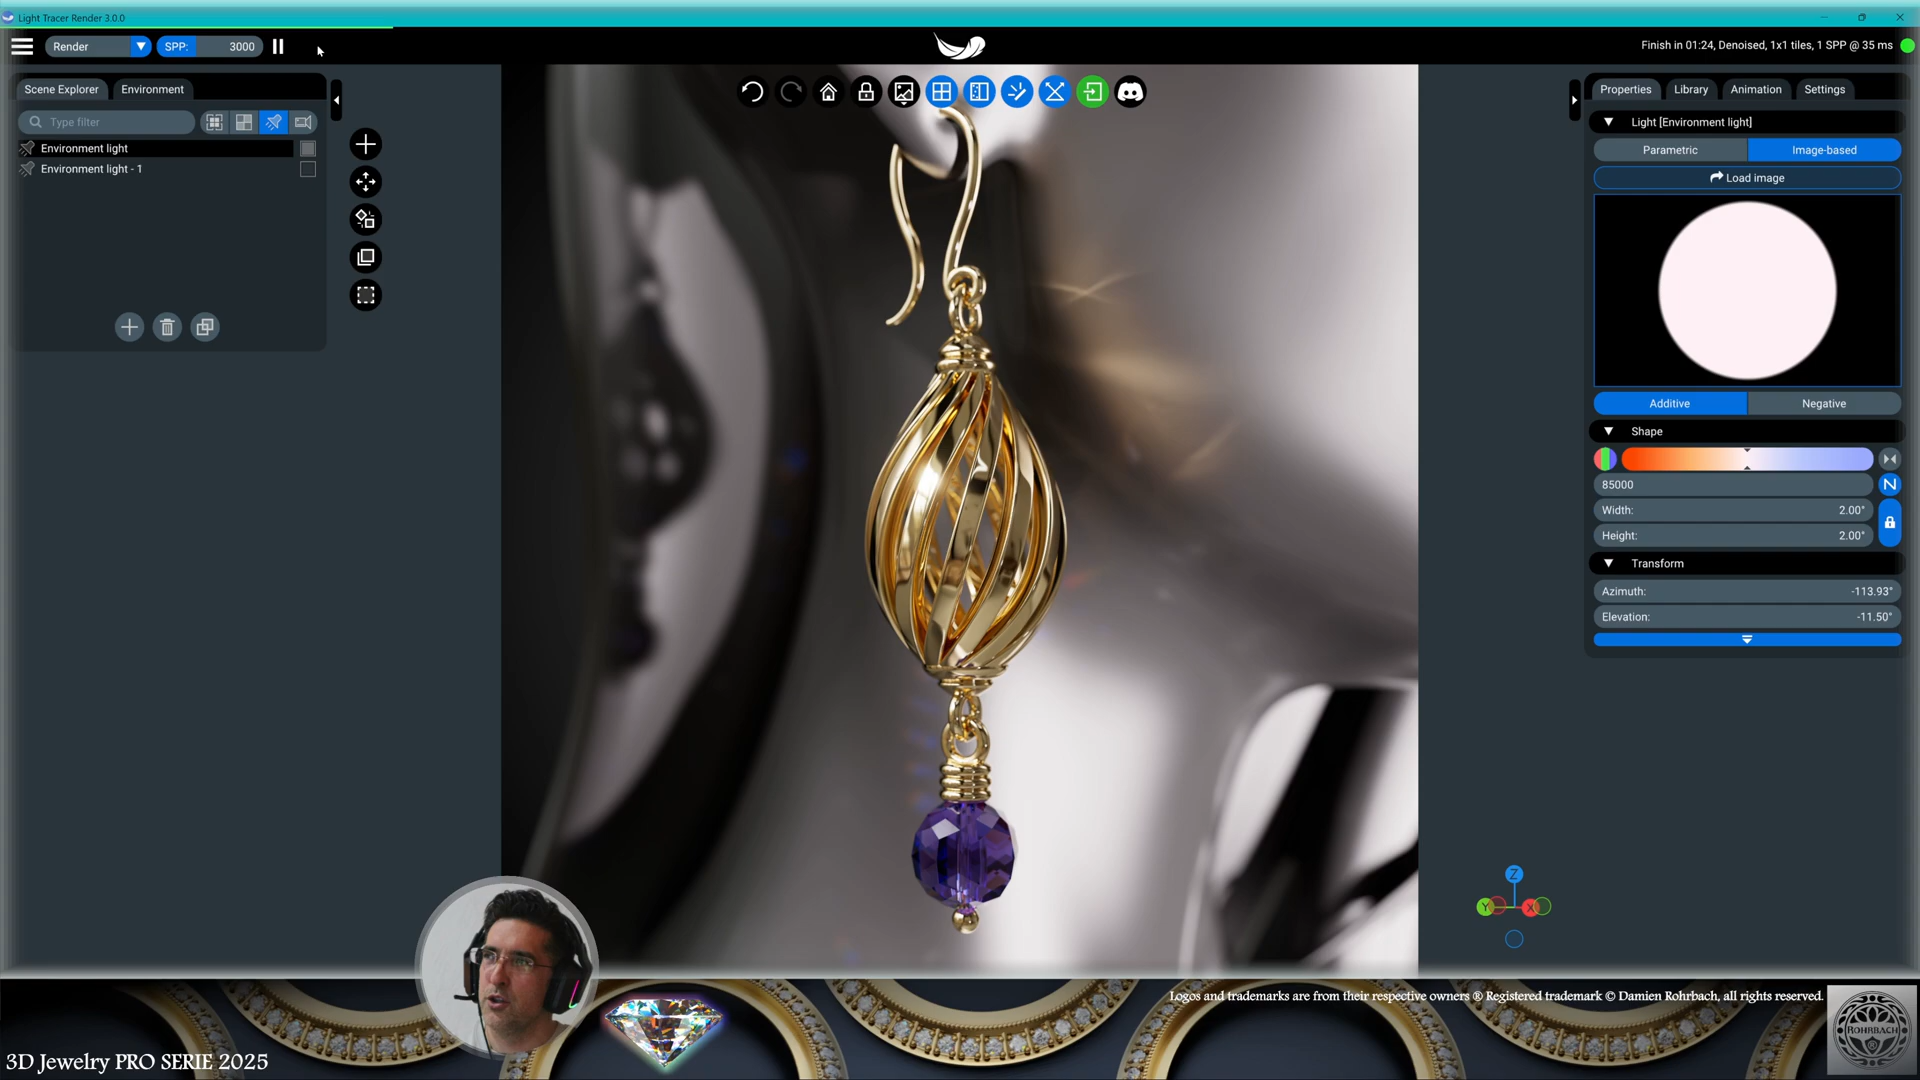 Light Tracer Render 3.0.0
Render
SPP: 3000
Finish in 01:24, Denoised, 1x1 tiles, 1 SPP @ 35 ms
Scene Explorer
Environment
Type filter
Environment light
Environment light - 1
Properties
Library
Animation
Settings
Light [Environment light]
Parametric
Image-based
Load image
Additive
Negative
Shape
85000
N
Width: 2.00°
Height: 2.00°
Transform
Azimuth: -113.93°
Elevation: -11.50°
Z
Y
X
Logos and trademarks are from their respective owners ® Registered trademark © Damien Rohrbach, all rights reserved.
ROHRBACH
3D Jewelry PRO SERIE 2025